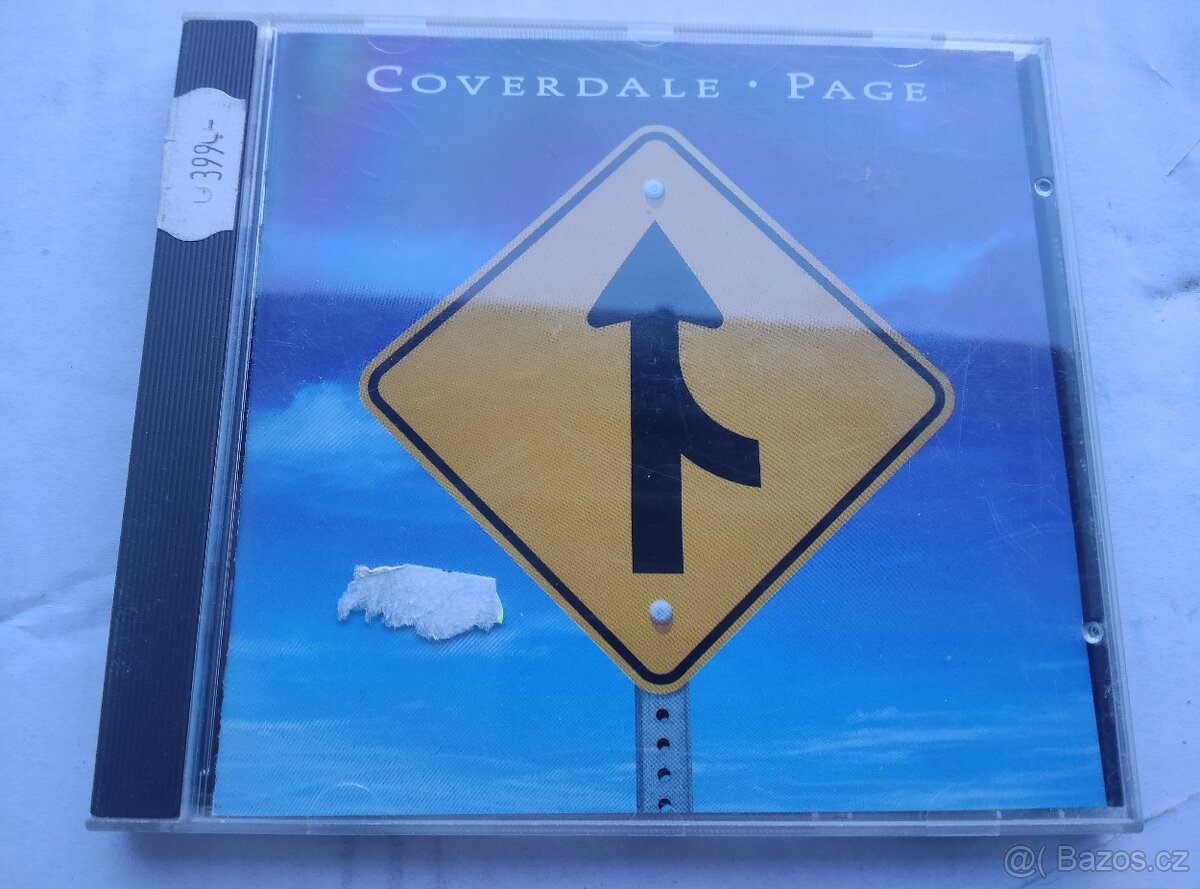 COVERDALE · PAGE
399,-
@( Bazos.cz